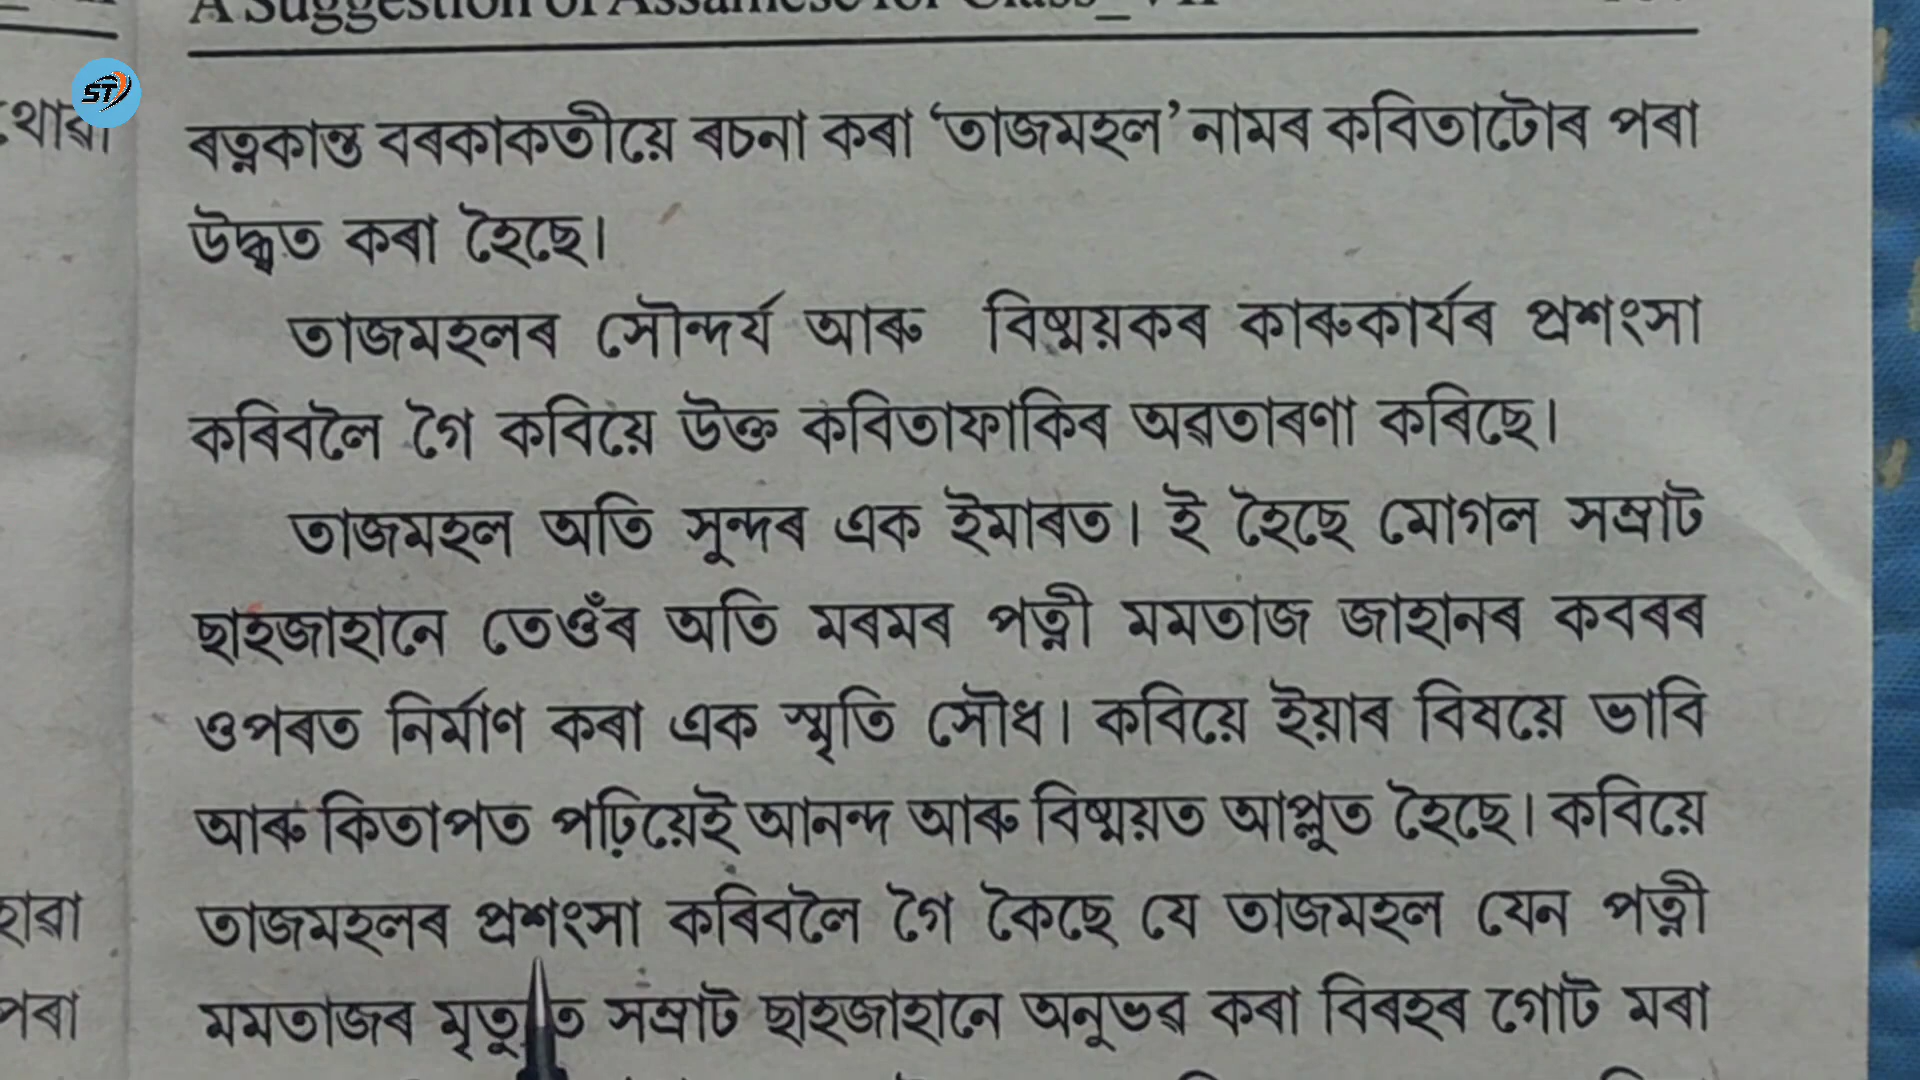 A Suggestion of Assamese for Class_VII
ST
থোৱা
ৰত্নকান্ত বৰকাকতীয়ে ৰচনা কৰা ‘তাজমহল’ নামৰ কবিতাটোৰ পৰা
উদ্ধৃত কৰা হৈছে।
তাজমহলৰ সৌন্দৰ্য আৰু বিষ্ময়কৰ কাৰুকাৰ্যৰ প্ৰশংসা
কৰিবলৈ গৈ কবিয়ে উক্ত কবিতাফাকিৰ অৱতাৰণা কৰিছে।
তাজমহল অতি সুন্দৰ এক ইমাৰত। ই হৈছে মোগল সম্ৰাট
ছাহজাহানে তেওঁৰ অতি মৰমৰ পত্নী মমতাজ জাহানৰ কবৰৰ
ওপৰত নিৰ্মাণ কৰা এক স্মৃতি সৌধ। কবিয়ে ইয়াৰ বিষয়ে ভাবি
আৰু কিতাপত পঢ়িয়েই আনন্দ আৰু বিষ্ময়ত আপ্লুত হৈছে। কবিয়ে
তাজমহলৰ প্ৰশংসা কৰিবলৈ গৈ কৈছে যে তাজমহল যেন পত্নী
মমতাজৰ সম্ৰাট ছাহজাহানে অনুভৱ কৰা বিৰহৰ গোট মৰা
হাৱা
পৰা